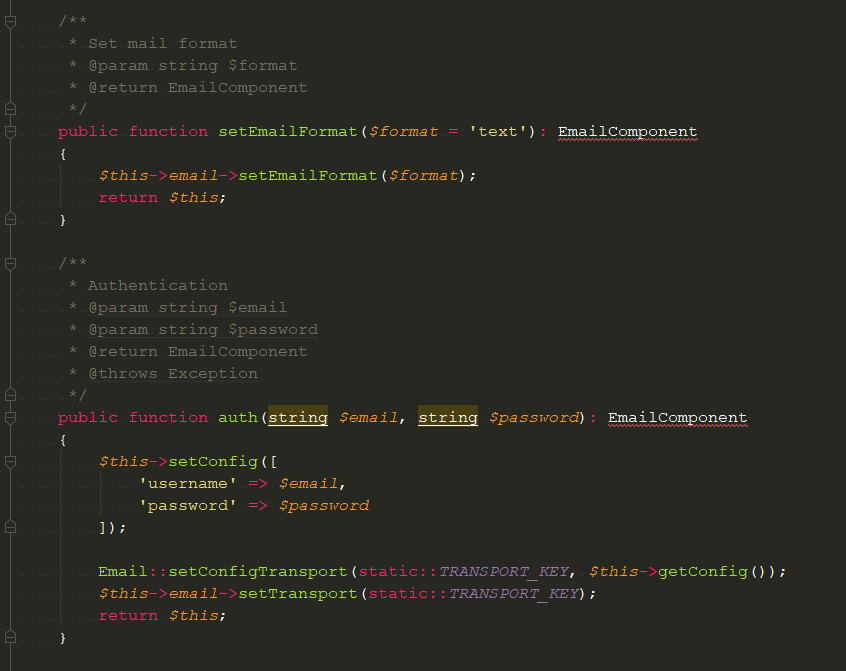 /**
 * Set mail format
 * @param string $format
 * @return EmailComponent
 */
public function setEmailFormat($format = 'text'): EmailComponent
{
    $this->email->setEmailFormat($format);
    return $this;
}

/**
 * Authentication
 * @param string $email
 * @param string $password
 * @return EmailComponent
 * @throws Exception
 */
public function auth(string $email, string $password): EmailComponent
{
    $this->setConfig([
        'username' => $email,
        'password' => $password
    ]);

    Email::setConfigTransport(static::TRANSPORT_KEY, $this->getConfig());
    $this->email->setTransport(static::TRANSPORT_KEY);
    return $this;
}